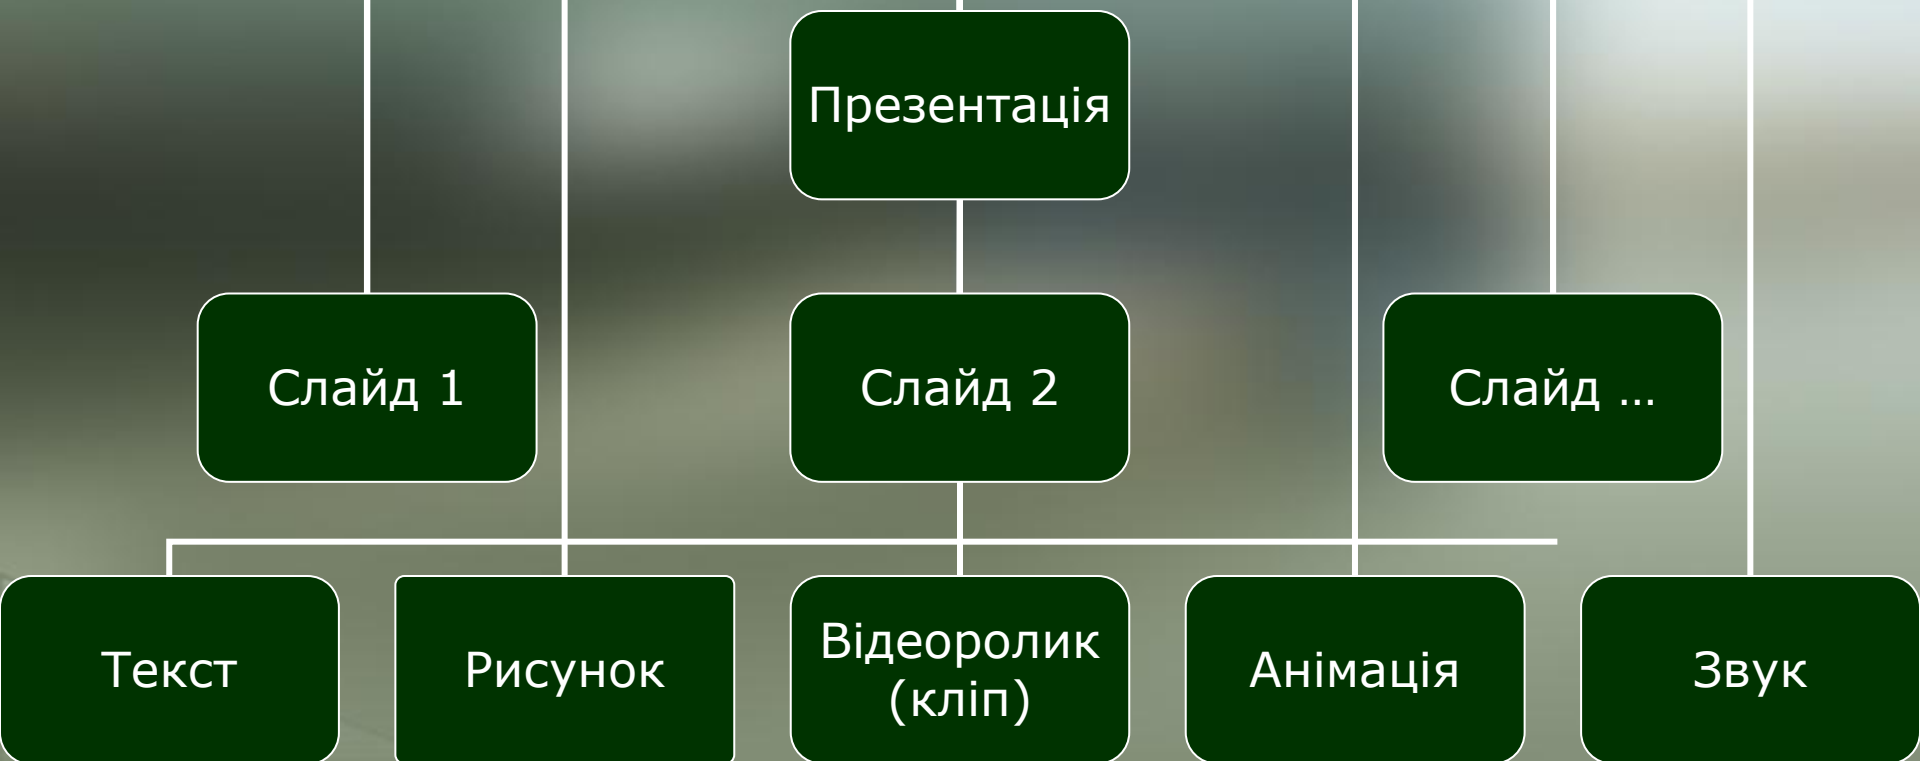 Презентація
Слайд 1
Слайд 2
Слайд ...
Текст
Рисунок
Відеоролик
(кліп)
Анімація
Звук